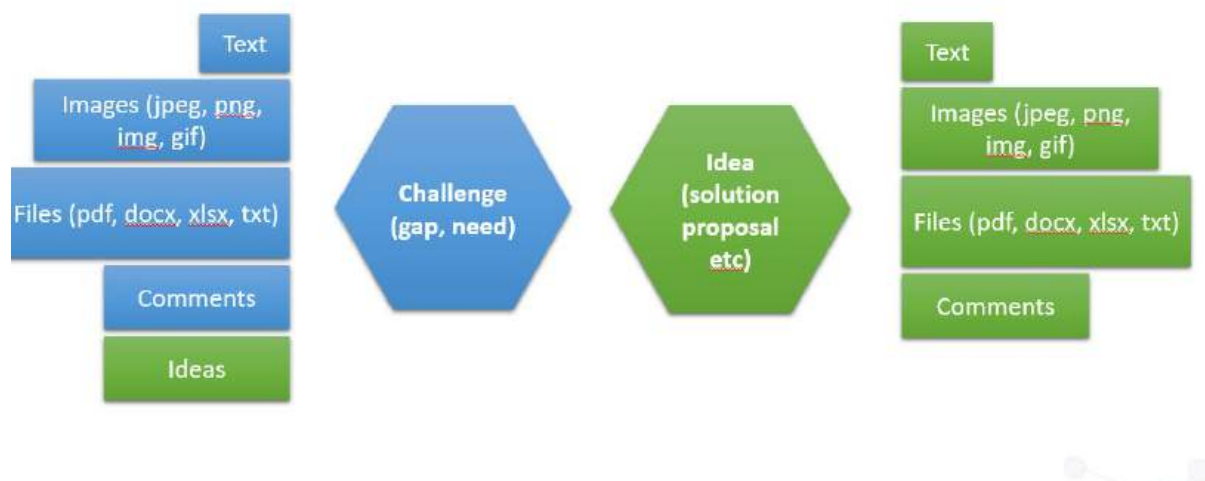 Text
Images (jpeg, png,
img, gif)
Files (pdf, docx, xlsx, txt)
Comments
Ideas
Challenge
(gap, need)
Idea
(solution
proposal
etc)
Text
Images (jpeg, png,
img, gif)
Files (pdf, docx, xlsx, txt)
Comments